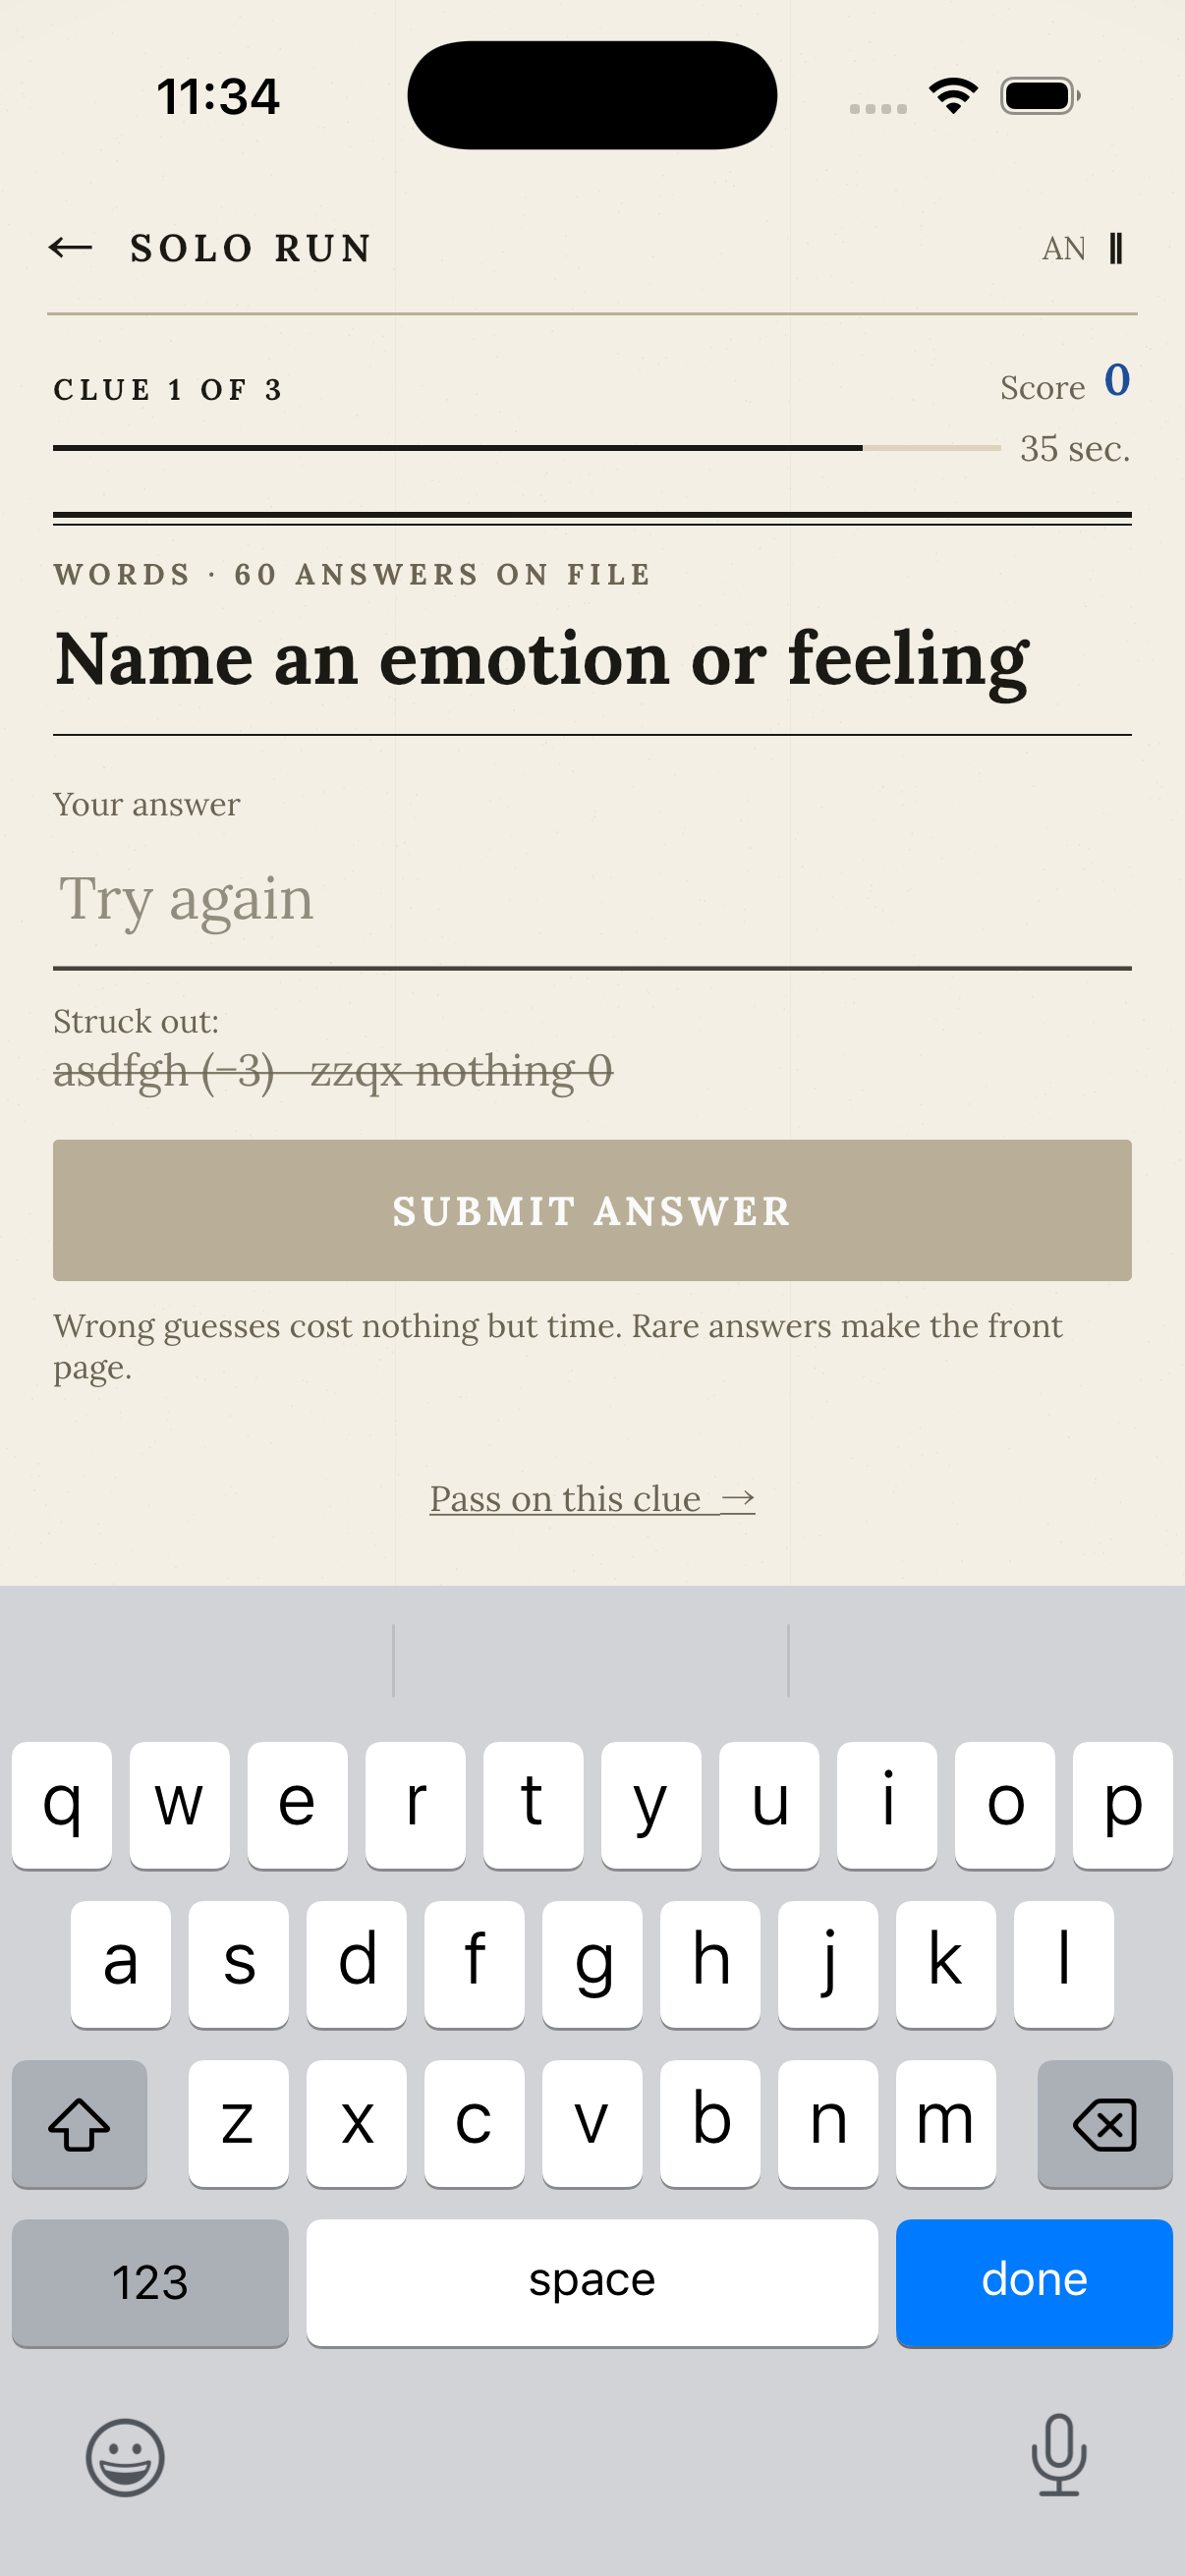 11:34
← SOLO RUN AN
CLUE 1 OF 3 Score 0
35 sec.
WORDS · 60 ANSWERS ON FILE
Name an emotion or feeling
Your answer
Try again
Struck out:
asdfgh (−3) zzqx nothing 0
SUBMIT ANSWER
Wrong guesses cost nothing but time. Rare answers make the front
page.
Pass on this clue →
q w e r t y u i o p
a s d f g h j k l
z x c v b n m
123 space done